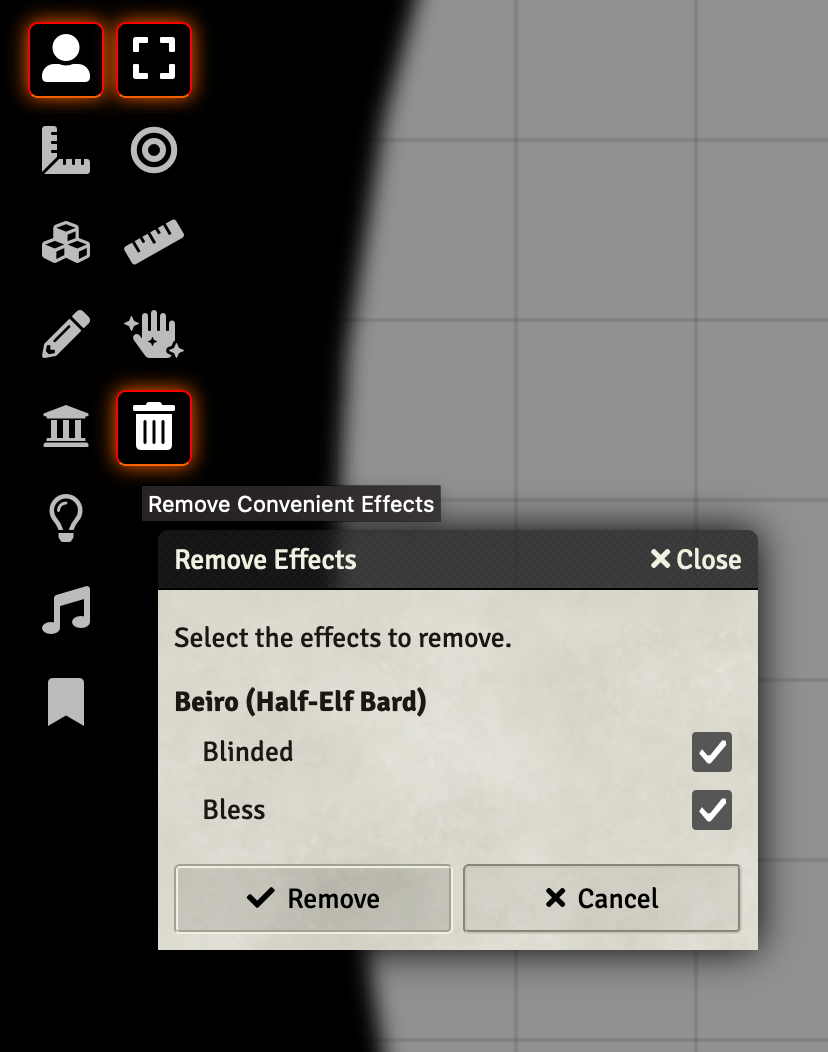 Remove Convenient Effects
Remove Effects
Close
Select the effects to remove.
Beiro (Half-Elf Bard)
Blinded
Bless
Remove
Cancel